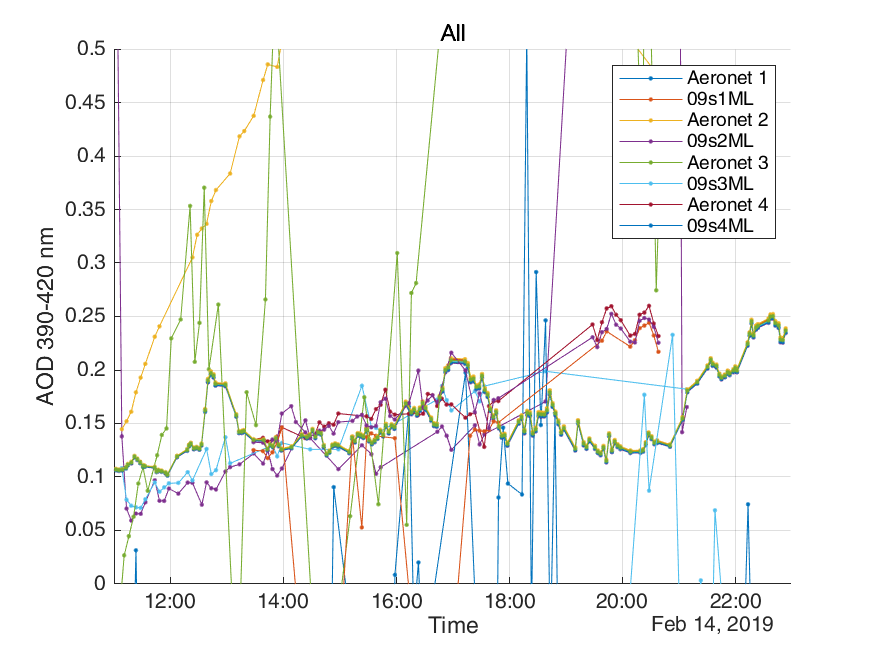 All
0.5
0.45
0.4
0.35
0.3
0.25
0.2
0.15
0.1
0.05
0
AOD 390-420 nm
Aeronet 1
09s1ML
Aeronet 2
09s2ML
Aeronet 3
09s3ML
Aeronet 4
09s4ML
12:00 14:00 16:00 18:00 20:00 22:00
Time
Feb 14, 2019